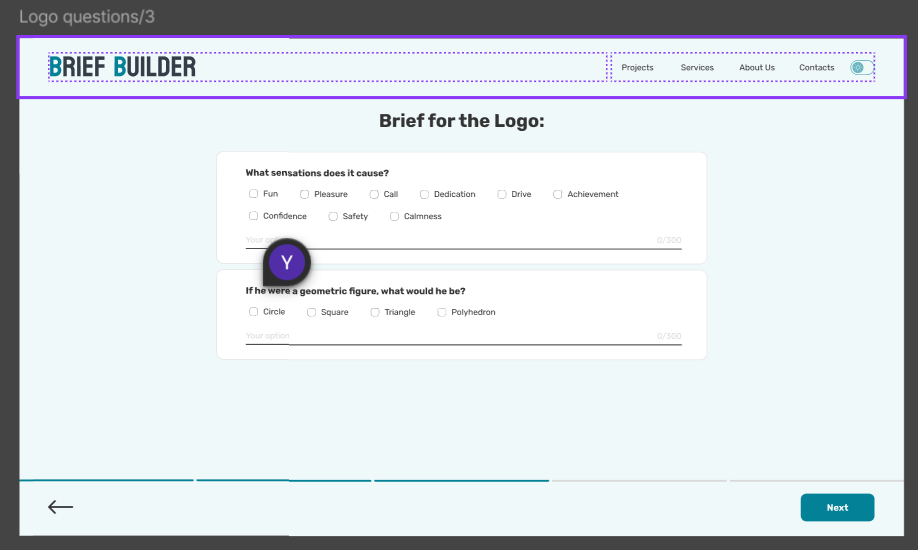 Logo questions/3
BRIEF BUILDER
Projects Services About Us Contacts
Brief for the Logo:
What sensations does it cause?
Fun Pleasure Call Dedication Drive Achievement
Confidence Safety Calmness
Your 0/300
Y
If he were a geometric figure, what would he be?
Circle Square Triangle Polyhedron
Your option 0/300
Next